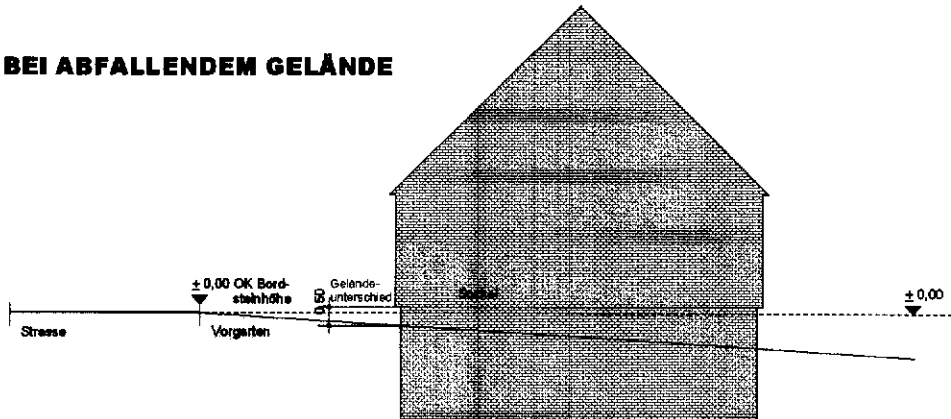 BEI ABFALLENDEM GELÄNDE
± 0,00 OK Bord-
steinhöhe
Gelände-
unterschied
0,50
Sockel
± 0,00
Strasse
Vorgarten